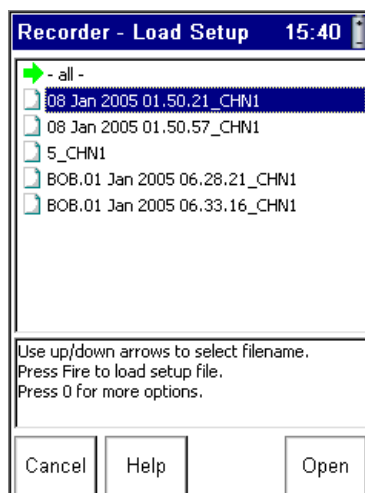 Recorder - Load Setup 15:40
- all -
08 Jan 2005 01.50.21_CHN1
08 Jan 2005 01.50.57_CHN1
5_CHN1
BOB.01 Jan 2005 06.28.21_CHN1
BOB.01 Jan 2005 06.33.16_CHN1
Use up/down arrows to select filename.
Press Fire to load setup file.
Press 0 for more options.
Cancel Help Open